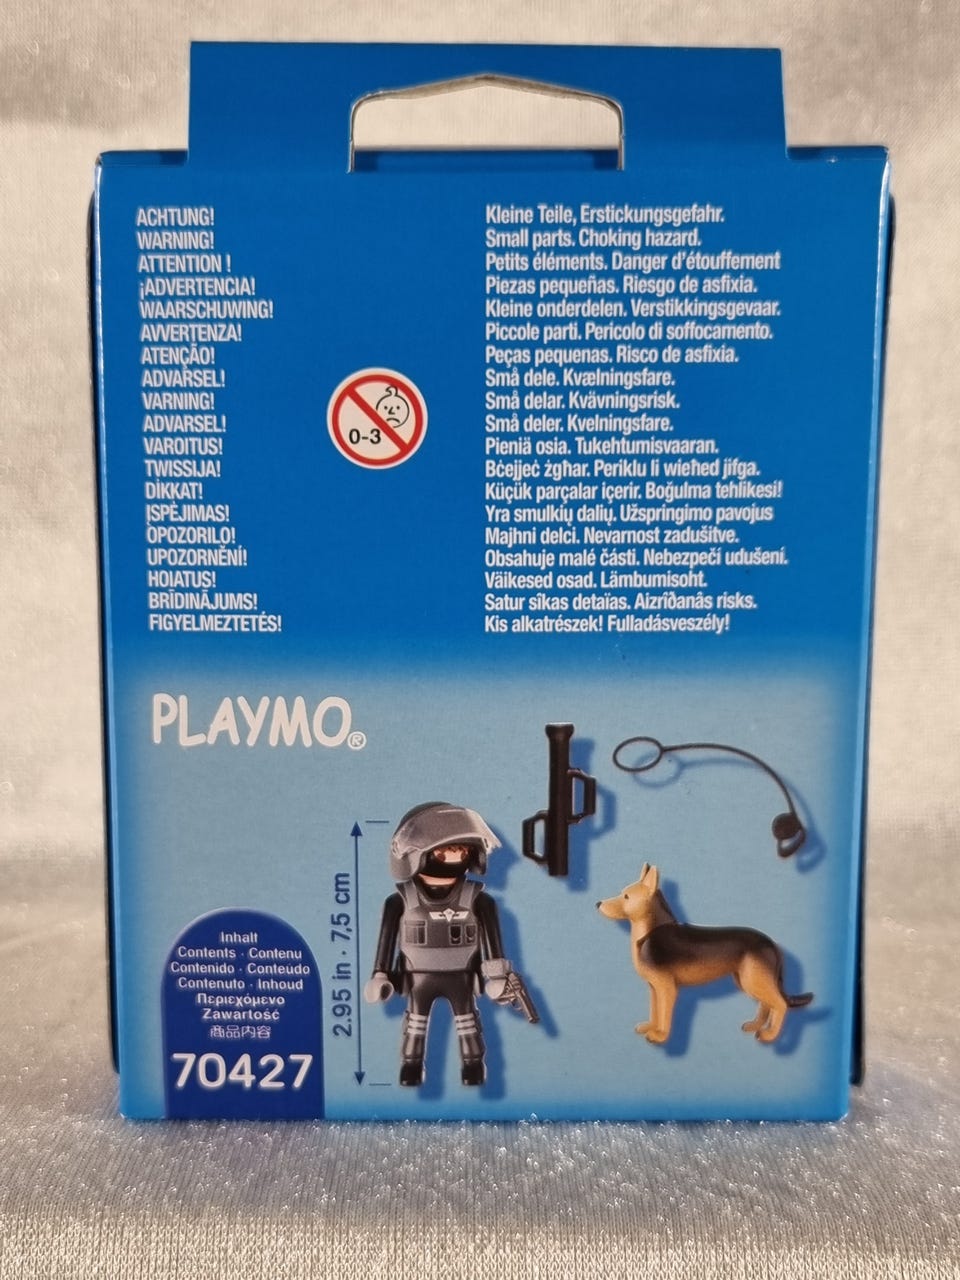 ACHTUNG! Kleine Teile, Erstickungsgefahr.
WARNING! Small parts. Choking hazard.
ATTENTION ! Petits éléments. Danger d'étouffement
¡ADVERTENCIA! Piezas pequeñas. Riesgo de asfixia.
WAARSCHUWING! Kleine onderdelen. Verstikkingsgevaar.
AVVERTENZA! Piccole parti. Pericolo di soffocamento.
ATENÇÃO! Peças pequenas. Risco de asfixia.
ADVARSEL! Små dele. Kvælningsfare.
VARNING! Små delar. Kvävningsrisk.
ADVARSEL! Små deler. Kvelningsfare.
VAROITUS! Pieniä osia. Tukehtumisvaaran.
TWISSIJA! Bċejjeċ żgħar. Periklu li wieħed jifga.
DİKKAT! Küçük parçalar içerir. Boğulma tehlikesi!
ĮSPĖJIMAS! Yra smulkių dalių. Užspringimo pavojus
OPOZORILO! Majhni delci. Nevarnost zadušitve.
UPOZORNĚNÍ! Obsahuje malé části. Nebezpečí udušení.
HOIATUS! Väikesed osad. Lämbumisoht.
BRĪDINĀJUMS! Satur sîkas detaïas. Aizrîðanâs risks.
FIGYELMEZTETÉS! Kis alkatrészek! Fulladásveszély!
0-3
PLAYMO®
2.95 in · 7,5 cm
Inhalt
Contents · Contenu
Contenido · Conteúdo
Contenuto · Inhoud
Περιεχόμενο
Zawartość
商品内容
70427